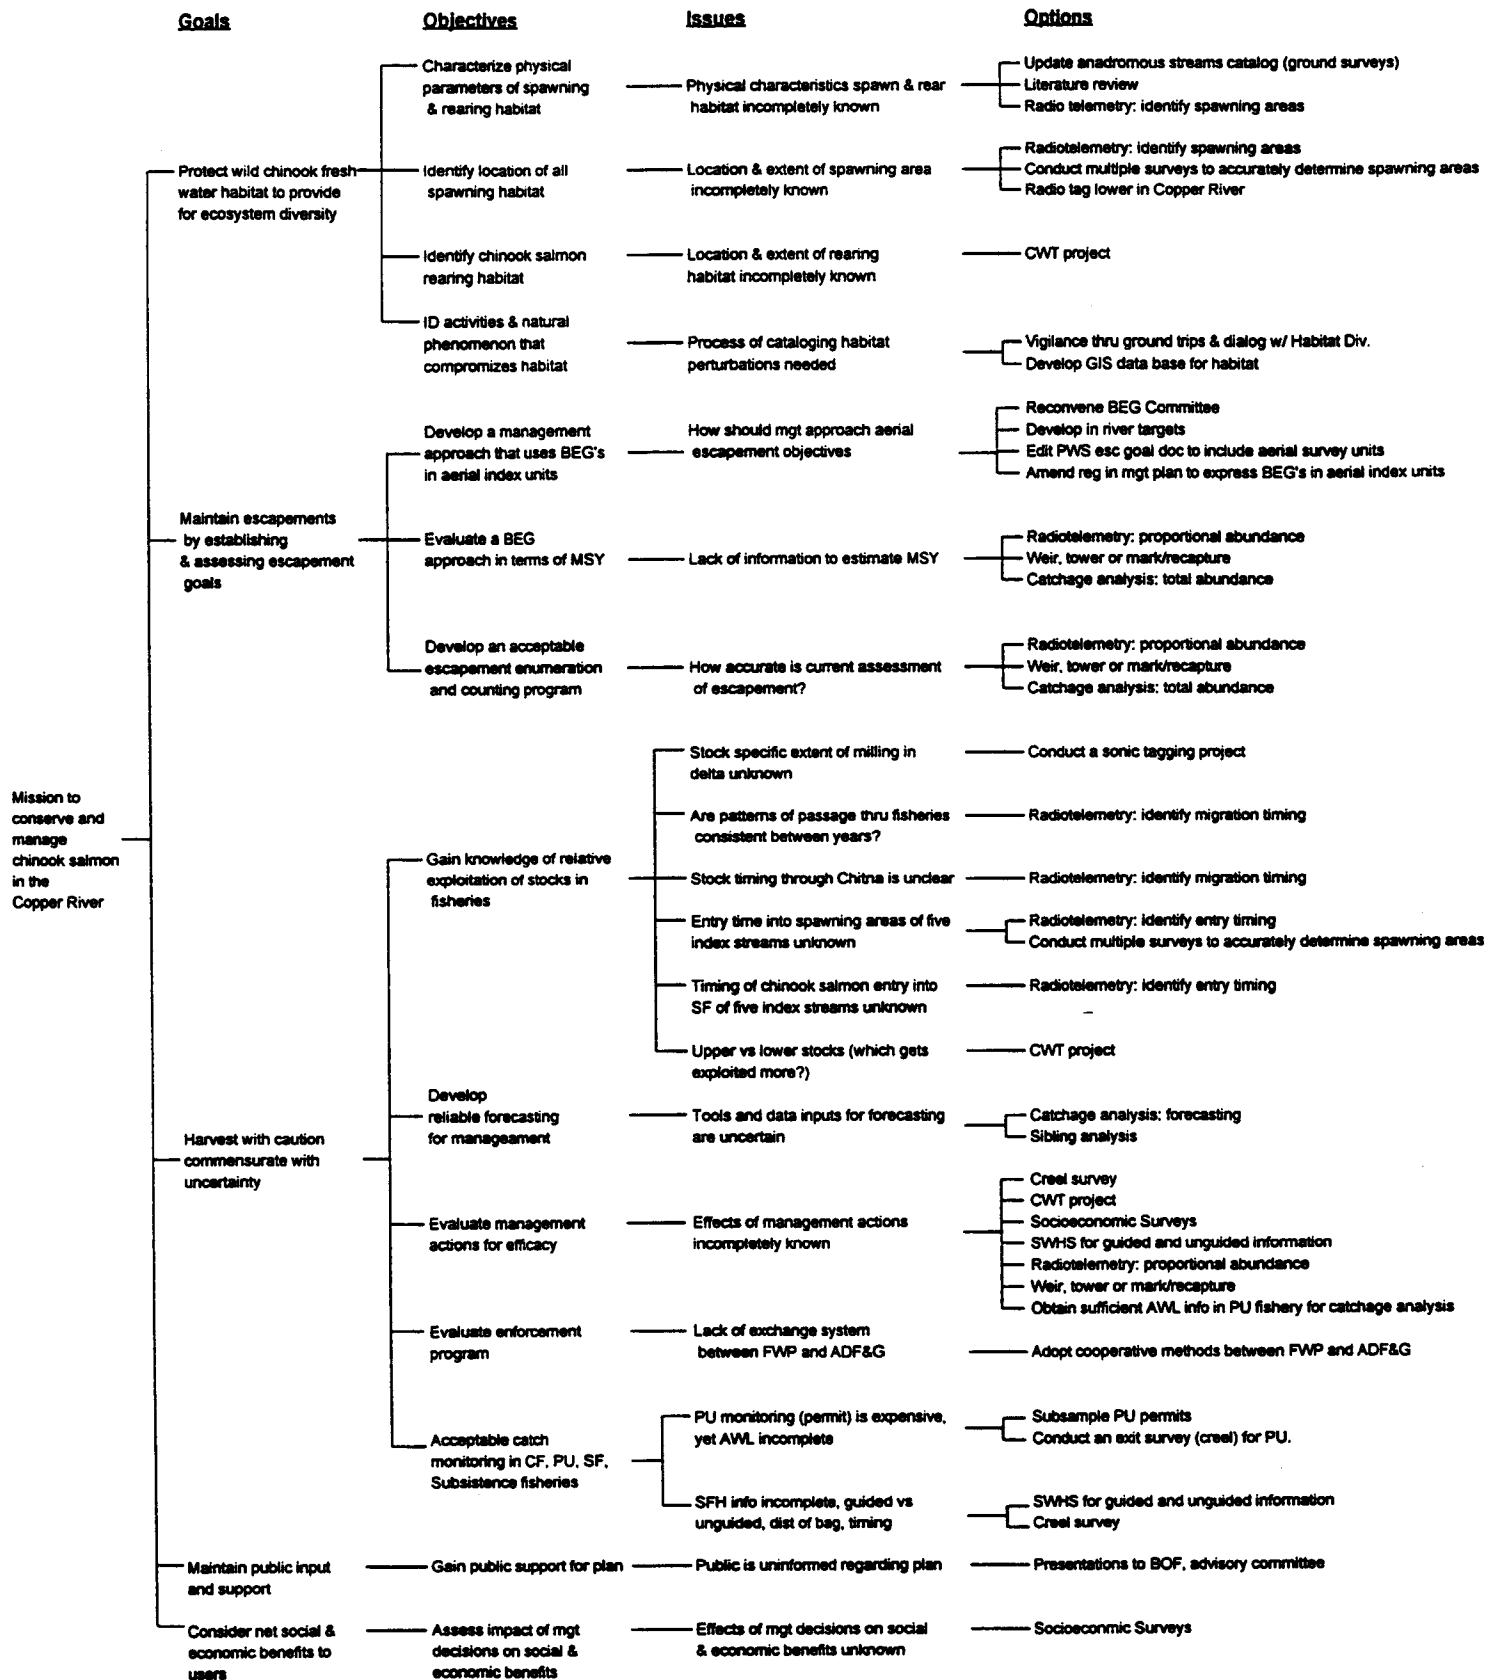 Goals
Objectives
Issues
Options
Mission to
conserve and
manage
chinook salmon
in the
Copper River
Protect wild chinook fresh
water habitat to provide
for ecosystem diversity
Characterize physical
parameters of spawning
& rearing habitat
Physical characteristics spawn & rear
habitat incompletely known
Update anadromous streams catalog (ground surveys)
Literature review
Radio telemetry: identify spawning areas
Identify location of all
spawning habitat
Location & extent of spawning area
incompletely known
Radiotelemetry: identify spawning areas
Conduct multiple surveys to accurately determine spawning areas
Radio tag lower in Copper River
Identify chinook salmon
rearing habitat
Location & extent of rearing
habitat incompletely known
CWT project
ID activities & natural
phenomenon that
compromizes habitat
Process of cataloging habitat
perturbations needed
Vigilance thru ground trips & dialog w/ Habitat Div.
Develop GIS data base for habitat
Maintain escapements
by establishing
& assessing escapement
goals
Develop a management
approach that uses BEG's
in aerial index units
How should mgt approach aerial
escapement objectives
Reconvene BEG Committee
Develop in river targets
Edit PWS esc goal doc to include aerial survey units
Amend reg in mgt plan to express BEG's in aerial index units
Evaluate a BEG
approach in terms of MSY
Lack of information to estimate MSY
Radiotelemetry: proportional abundance
Weir, tower or mark/recapture
Catchage analysis: total abundance
Develop an acceptable
escapement enumeration
and counting program
How accurate is current assessment
of escapement?
Radiotelemetry: proportional abundance
Weir, tower or mark/recapture
Catchage analysis: total abundance
Harvest with caution
commensurate with
uncertainty
Gain knowledge of relative
exploitation of stocks in
fisheries
Stock specific extent of milling in
delta unknown
Conduct a sonic tagging project
Are patterns of passage thru fisheries
consistent between years?
Radiotelemetry: identify migration timing
Stock timing through Chitna is unclear
Radiotelemetry: identify migration timing
Entry time into spawning areas of five
index streams unknown
Radiotelemetry: identify entry timing
Conduct multiple surveys to accurately determine spawning areas
Timing of chinook salmon entry into
SF of five index streams unknown
Radiotelemetry: identify entry timing
Upper vs lower stocks (which gets
exploited more?)
CWT project
Develop
reliable forecasting
for manageament
Tools and data inputs for forecasting
are uncertain
Catchage analysis: forecasting
Sibling analysis
Evaluate management
actions for efficacy
Effects of management actions
incompletely known
Creel survey
CWT project
Socioeconomic Surveys
SWHS for guided and unguided information
Radiotelemetry: proportional abundance
Weir, tower or mark/recapture
Obtain sufficient AWL info in PU fishery for catchage analysis
Evaluate enforcement
program
Lack of exchange system
between FWP and ADF&G
Adopt cooperative methods between FWP and ADF&G
Acceptable catch
monitoring in CF, PU, SF,
Subsistence fisheries
PU monitoring (permit) is expensive,
yet AWL incomplete
Subsample PU permits
Conduct an exit survey (creel) for PU.
SFH info incomplete, guided vs
unguided, dist of bag, timing
SWHS for guided and unguided information
Creel survey
Maintain public input
and support
Gain public support for plan
Public is uninformed regarding plan
Presentations to BOF, advisory committee
Consider net social &
economic benefits to
users
Assess impact of mgt
decisions on social &
economic benefits
Effects of mgt decisions on social
& economic benefits unknown
Socioeconmic Surveys